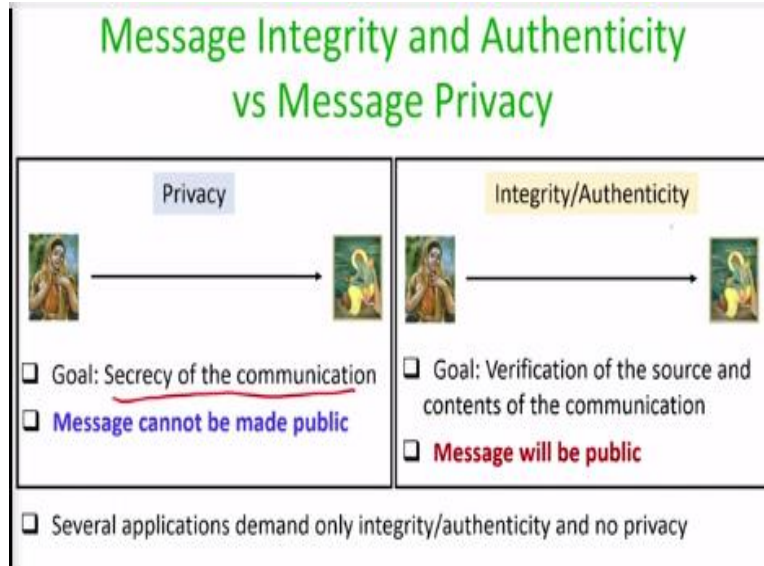 Message Integrity and Authenticity
vs Message Privacy
Privacy
Goal: Secrecy of the communication
Message cannot be made public
Integrity/Authenticity
Goal: Verification of the source and
contents of the communication
Message will be public
Several applications demand only integrity/authenticity and no privacy